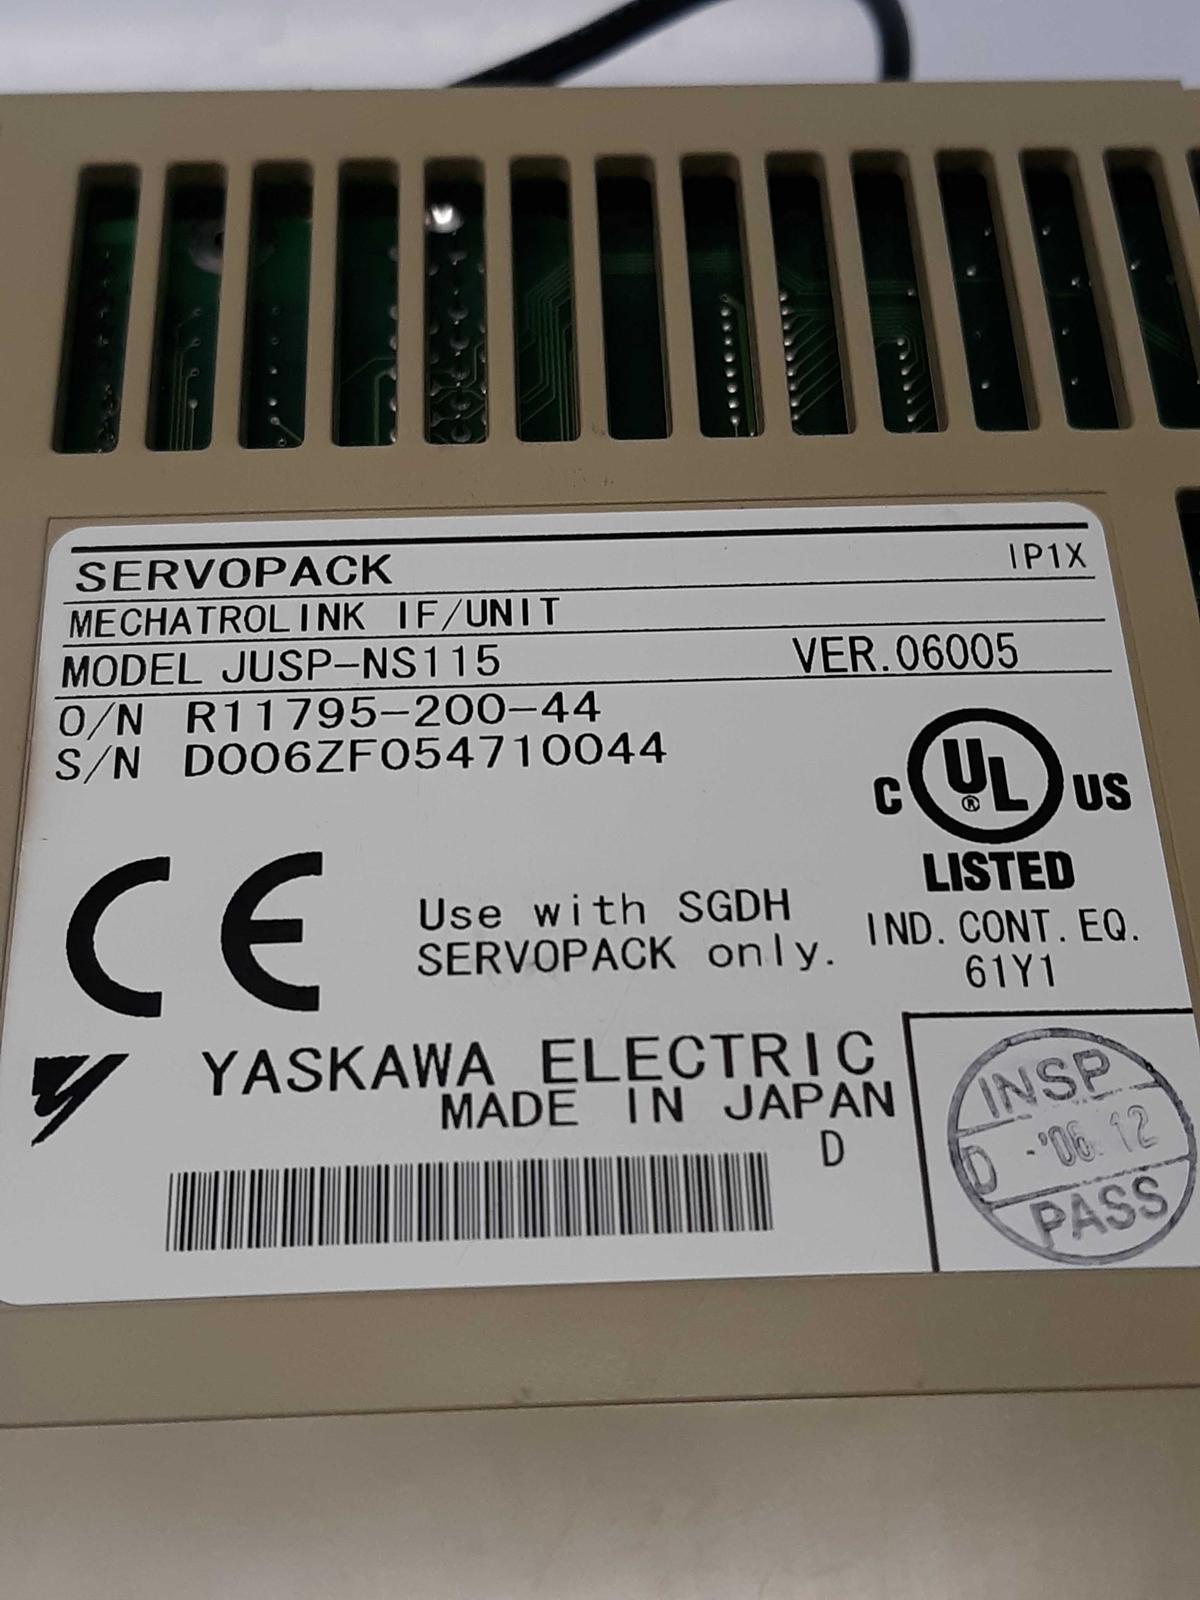 SERVOPACK IP1X
MECHATROLINK IF/UNIT
MODEL JUSP-NS115 VER.06005
O/N R11795-200-44
S/N D006ZF054710044
C UL® US
LISTED
IND. CONT. EQ.
61Y1
CE
Use with SGDH
SERVOPACK only.
YASKAWA ELECTRIC
MADE IN JAPAN
D
INSP
D -'06. 12
PASS